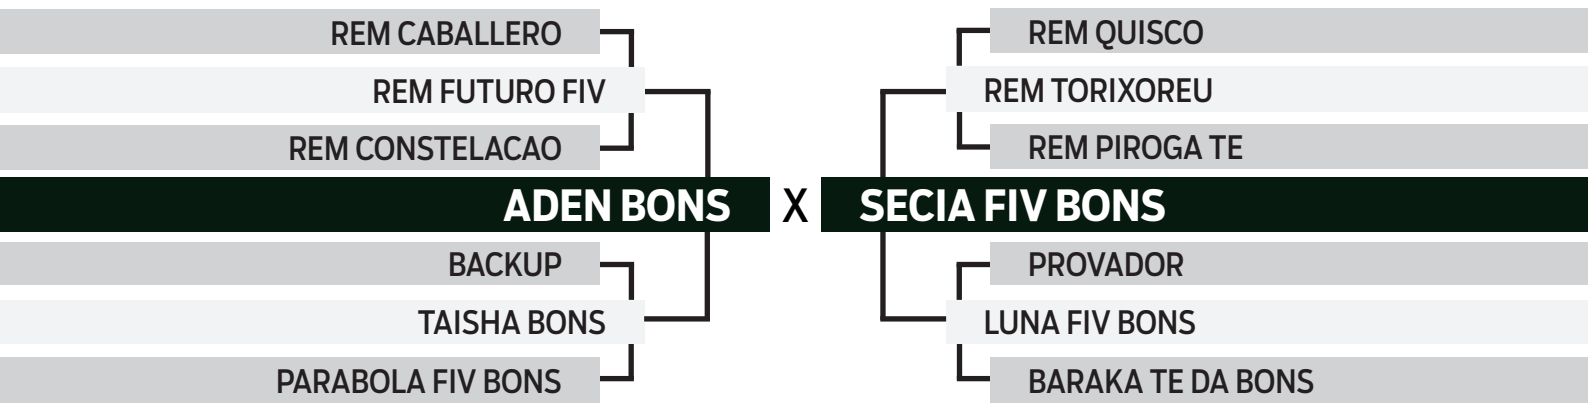 REM CABALLERO
REM FUTURO FIV
REM CONSTELACAO
ADEN BONS
BACKUP
TAISHA BONS
PARABOLA FIV BONS
X
REM QUISCO
REM TORIXOREU
REM PIROGA TE
SECIA FIV BONS
PROVADOR
LUNA FIV BONS
BARAKA TE DA BONS